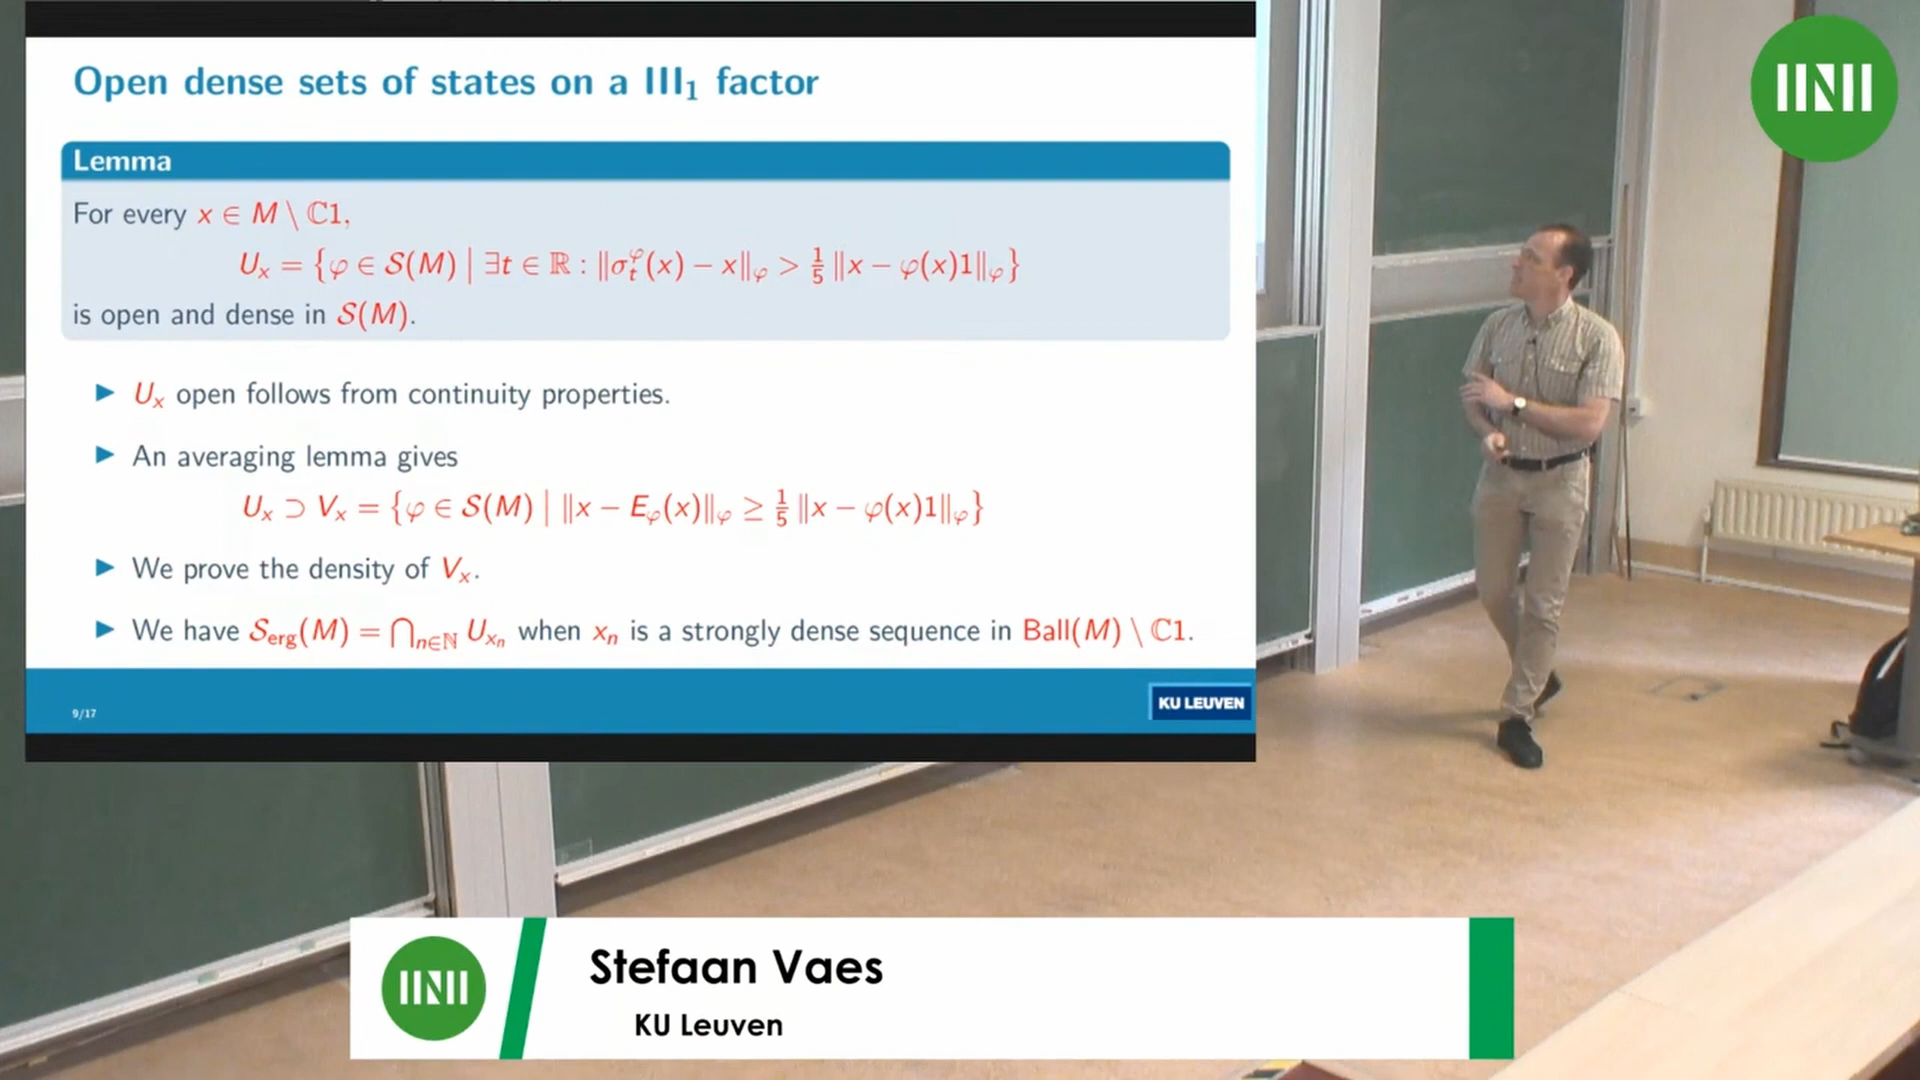 Open dense sets of states on a III₁ factor
Lemma
For every x ∈ M \ ℂ1,
Uₓ = {φ ∈ 𝒮(M) | ∃t ∈ ℝ : ‖σₜ^φ(x) − x‖_φ > 1/5 ‖x − φ(x)1‖_φ}
is open and dense in 𝒮(M).
▶ Uₓ open follows from continuity properties.
▶ An averaging lemma gives
Uₓ ⊃ Vₓ = {φ ∈ 𝒮(M) | ‖x − E_φ(x)‖_φ ≥ 1/5 ‖x − φ(x)1‖_φ}
▶ We prove the density of Vₓ.
▶ We have 𝒮_erg(M) = ⋂_{n∈ℕ} U_{xₙ} when xₙ is a strongly dense sequence in Ball(M) \ ℂ1.
9/17
KU LEUVEN
Stefaan Vaes
KU Leuven